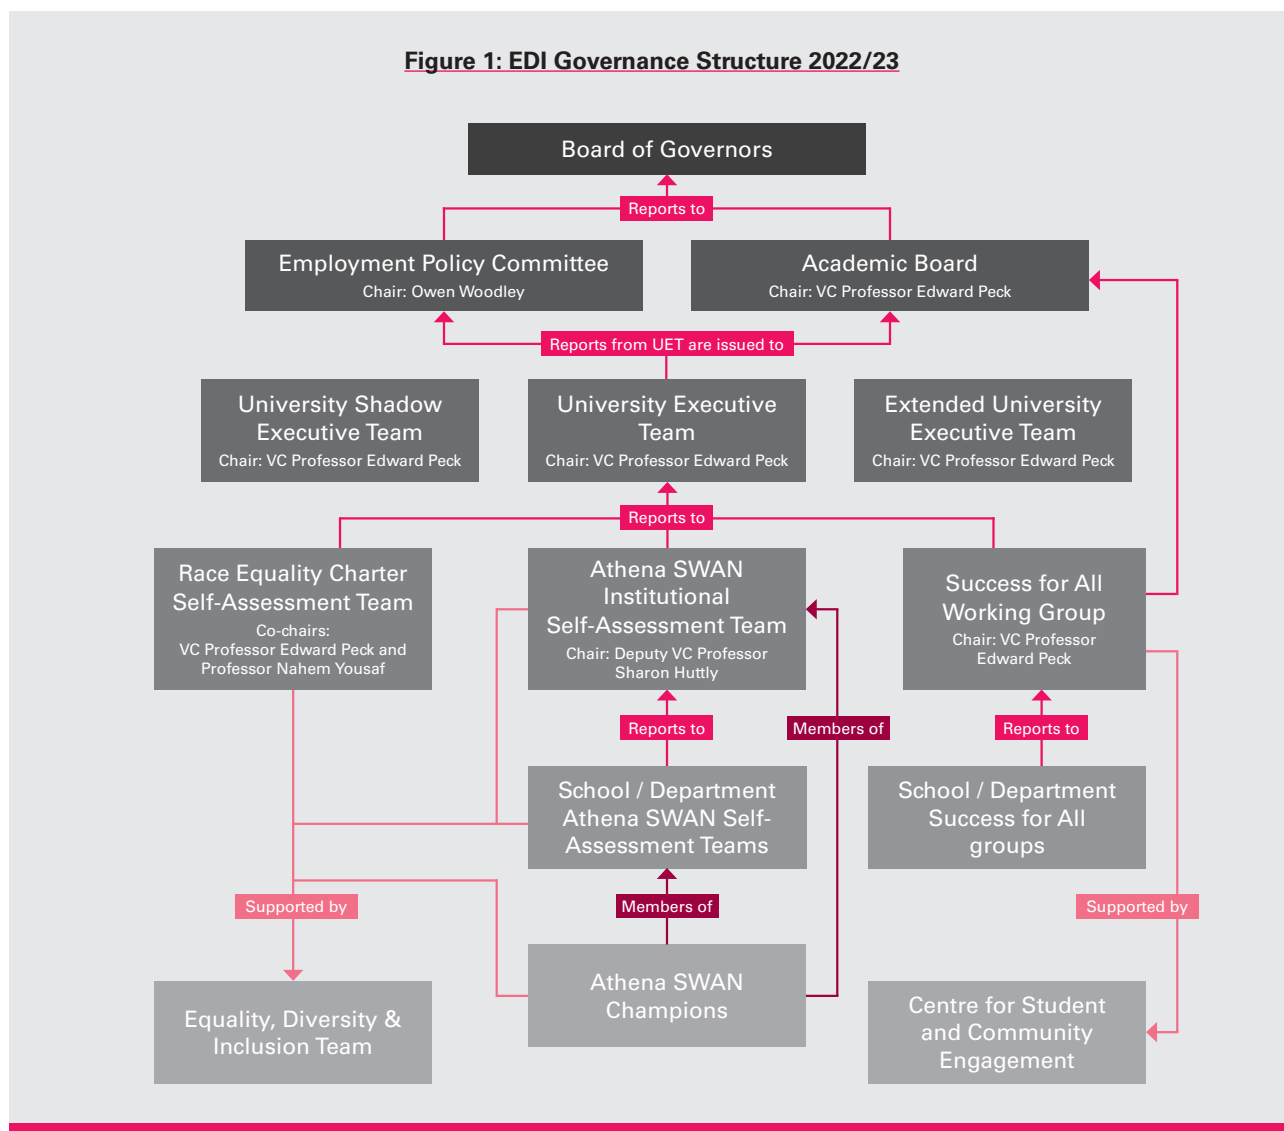 Figure 1: EDI Governance Structure 2022/23
Board of Governors
Reports to
Employment Policy Committee
Chair: Owen Woodley
Academic Board
Chair: VC Professor Edward Peck
Reports from UET are issued to
University Shadow
Executive Team
Chair: VC Professor Edward Peck
University Executive
Team
Chair: VC Professor Edward Peck
Extended University
Executive Team
Chair: VC Professor Edward Peck
Reports to
Race Equality Charter
Self-Assessment Team
Co-chairs:
VC Professor Edward Peck and
Professor Nahem Yousaf
Athena SWAN
Institutional
Self-Assessment Team
Chair: Deputy VC Professor
Sharon Huttly
Success for All
Working Group
Chair: VC Professor
Edward Peck
Reports to
Members of
Reports to
School / Department
Athena SWAN Self-
Assessment Teams
School / Department
Success for All
groups
Supported by
Members of
Supported by
Equality, Diversity &
Inclusion Team
Athena SWAN
Champions
Centre for Student
and Community
Engagement